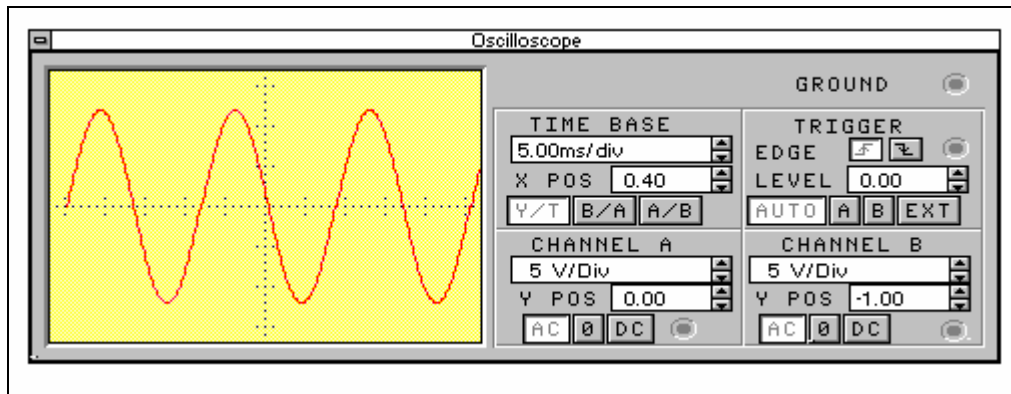 Oscilloscope
GROUND
TIME BASE
5.00ms/div
X POS 0.40
Y/T B/A A/B
TRIGGER
EDGE
LEVEL 0.00
AUTO A B EXT
CHANNEL A
5 V/Div
Y POS 0.00
AC 0 DC
CHANNEL B
5 V/Div
Y POS -1.00
AC 0 DC